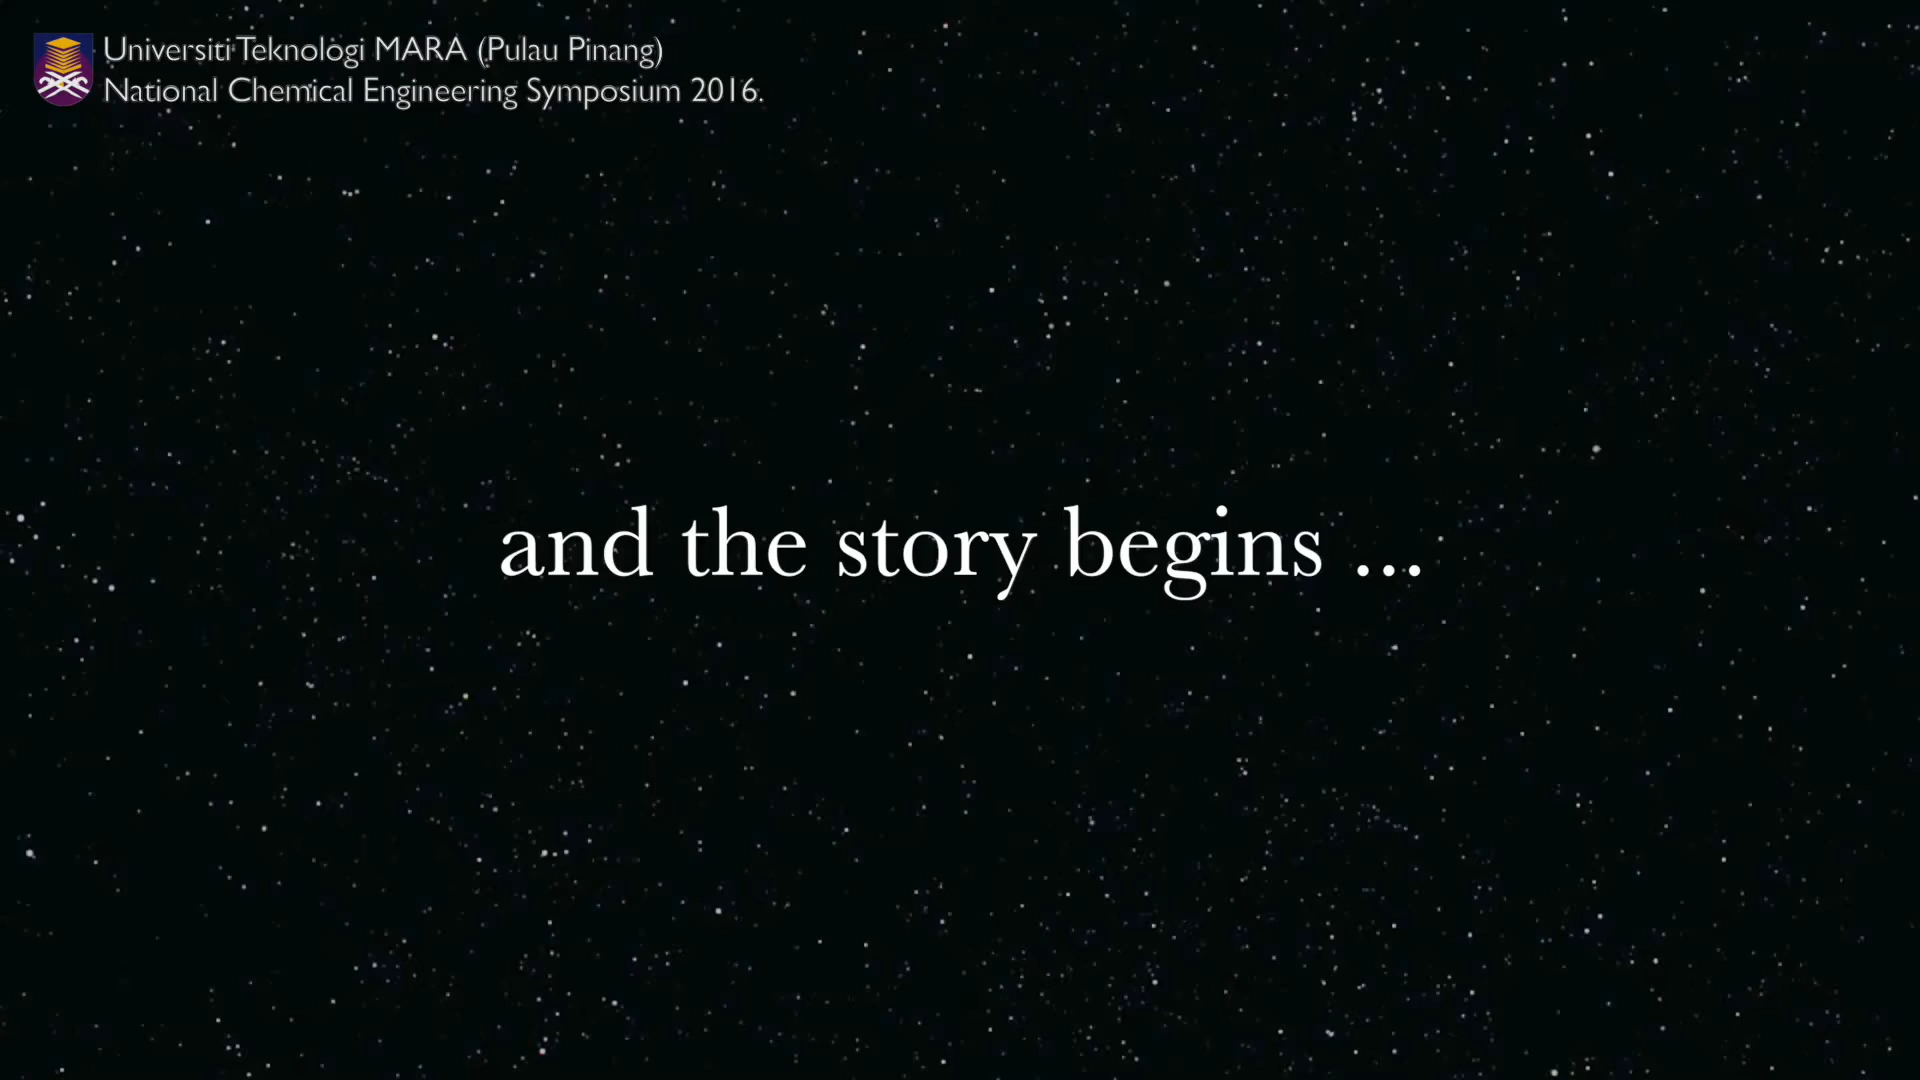 Universiti Teknologi MARA (Pulau Pinang)
National Chemical Engineering Symposium 2016.
and the story begins ...